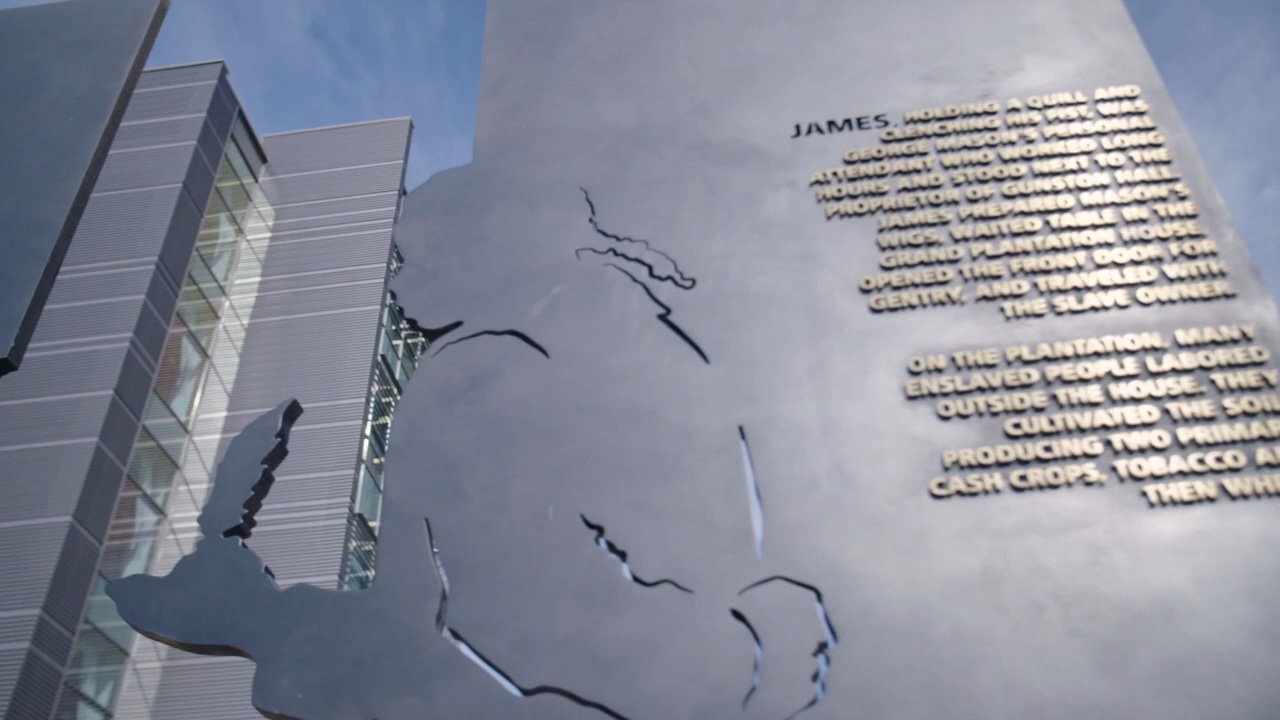 JAMES, HOLDING A QUILL AND
CLENCHING HIS FIST, WAS
GEORGE MASON'S PERSONAL
ATTENDANT WHO WORKED LONG
HOURS AND STOOD NEXT TO THE
PROPRIETOR OF GUNSTON HALL.
JAMES PREPARED MASON'S
WIGS, WAITED TABLE IN THE
GRAND PLANTATION HOUSE,
OPENED THE FRONT DOOR FOR
GENTRY, AND TRAVELED WITH
THE SLAVE OWNER.
ON THE PLANTATION, MANY
ENSLAVED PEOPLE LABORED
OUTSIDE THE HOUSE. THEY
CULTIVATED THE SOIL
PRODUCING TWO PRIMAR
CASH CROPS, TOBACCO A
THEN WH